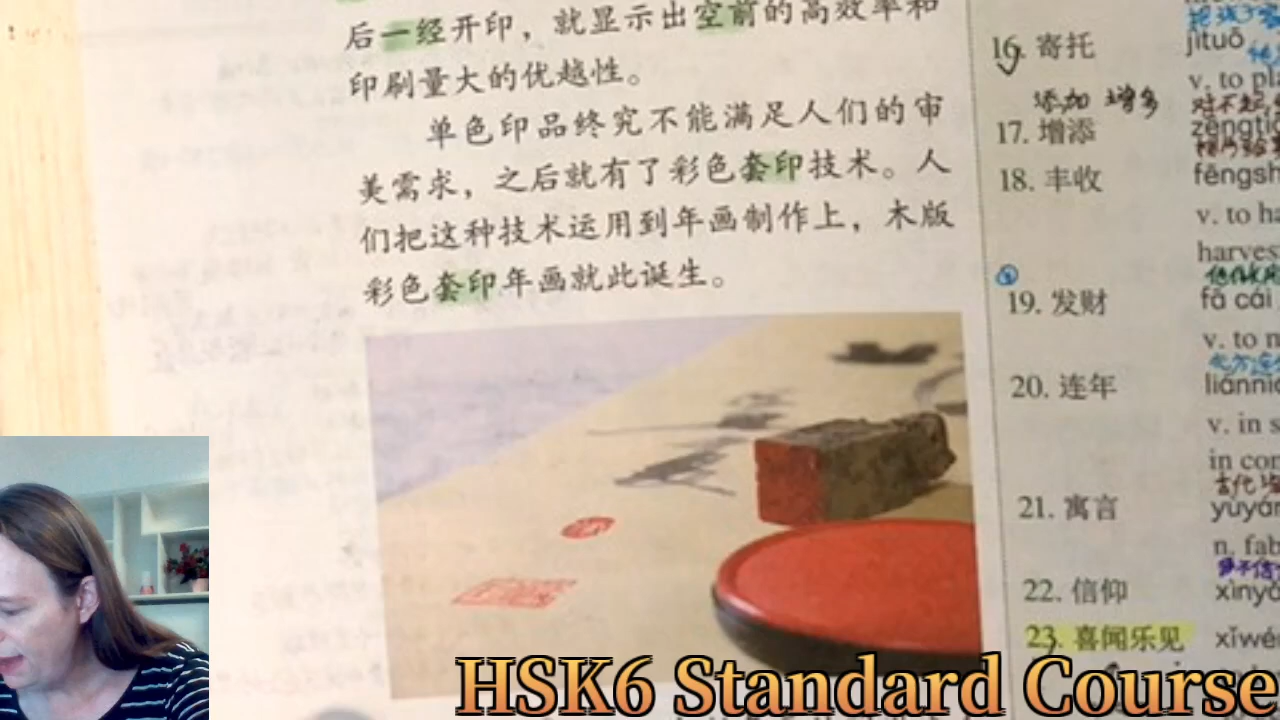 后一经开印，就显示出空前的高效率和
印刷量大的优越性。
单色印品终究不能满足人们的审
美需求，之后就有了彩色套印技术。人
们把这种技术运用到年画制作上，木版
彩色套印年画就此诞生。
16. 寄托 jìtuō
v. to pl
添加 增多
17. 增添 zēngti
18. 丰收 fēngsh
v. to ha
harves
19. 发财 fā cái
v. to m
20. 连年 liánnié
v. in s
in con
古代
21. 寓言 yùyán
n. fab
22. 信仰 xìnyǎ
23. 喜闻乐见 xǐwé
HSK6 Standard Course